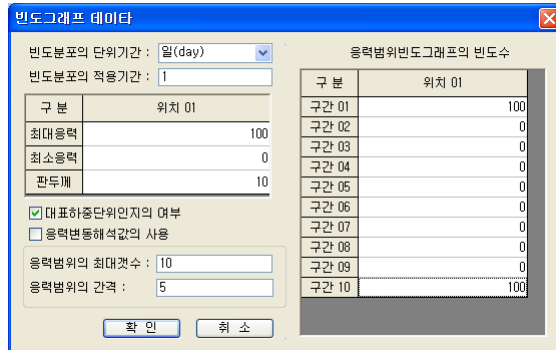 빈도그래프 데이타
빈도분포의 단위기간 : 일(day)
빈도분포의 적용기간 : 1
구 분 위치 01
최대응력 100
최소응력 0
판두께 10
대표하중단위인지의 여부
응력변동해석값의 사용
응력범위의 최대갯수 : 10
응력범위의 간격 : 5
확 인 취 소
응력범위빈도그래프의 빈도수
구 분 위치 01
구간 01 100
구간 02 0
구간 03 0
구간 04 0
구간 05 0
구간 06 0
구간 07 0
구간 08 0
구간 09 0
구간 10 100